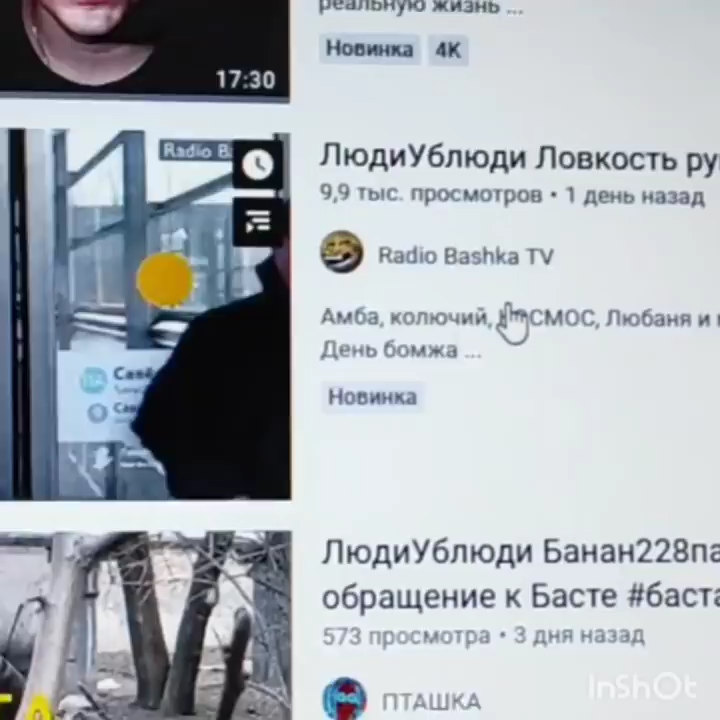 реальную жизнь ...
Новинка 4K
17:30
Radio B
ЛюдиУблюди Ловкость ру
9,9 тыс. просмотров • 1 день назад
Radio Bashka TV
Амба, колючий, СМОС, Любаня и
День бомжа ...
Новинка
ЛюдиУблюди Банан228па
обращение к Басте #баста
573 просмотра • 3 дня назад
ПТАШКА
InShOt